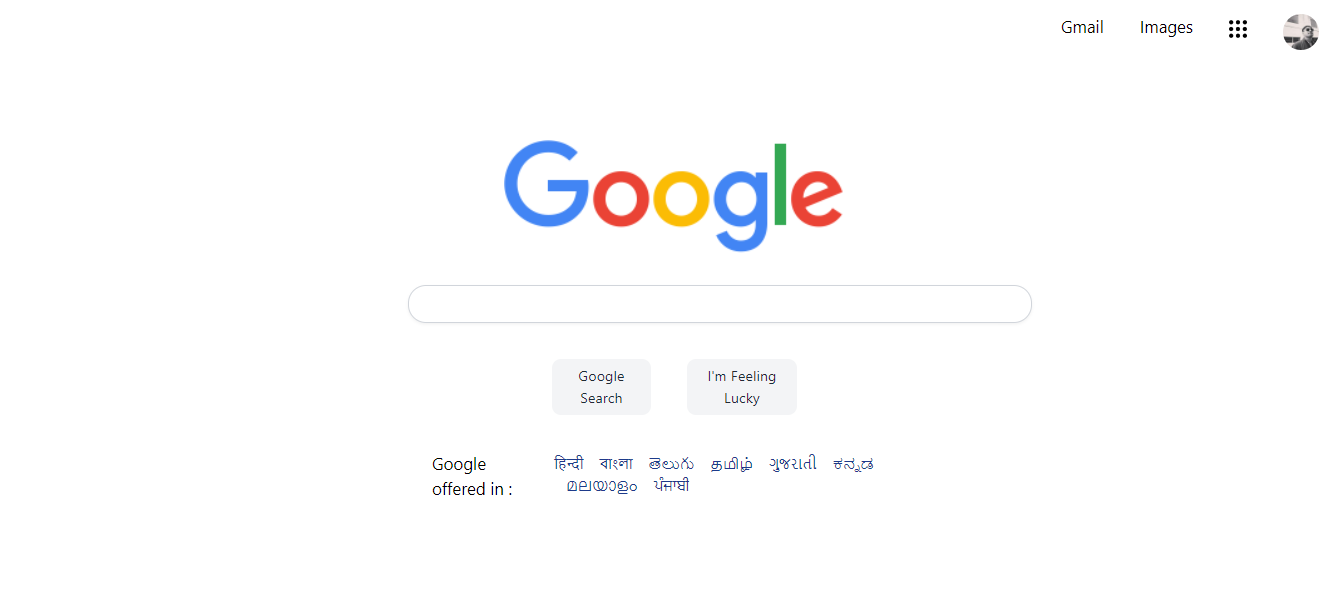 Gmail Images
Google
Google
Search
I'm Feeling
Lucky
Google
offered in :
हिन्दी বাংলা తెలుగు தமிழ் ગુજરાતી ಕನ್ನಡ
മലയാളം ਪੰਜਾਬੀ